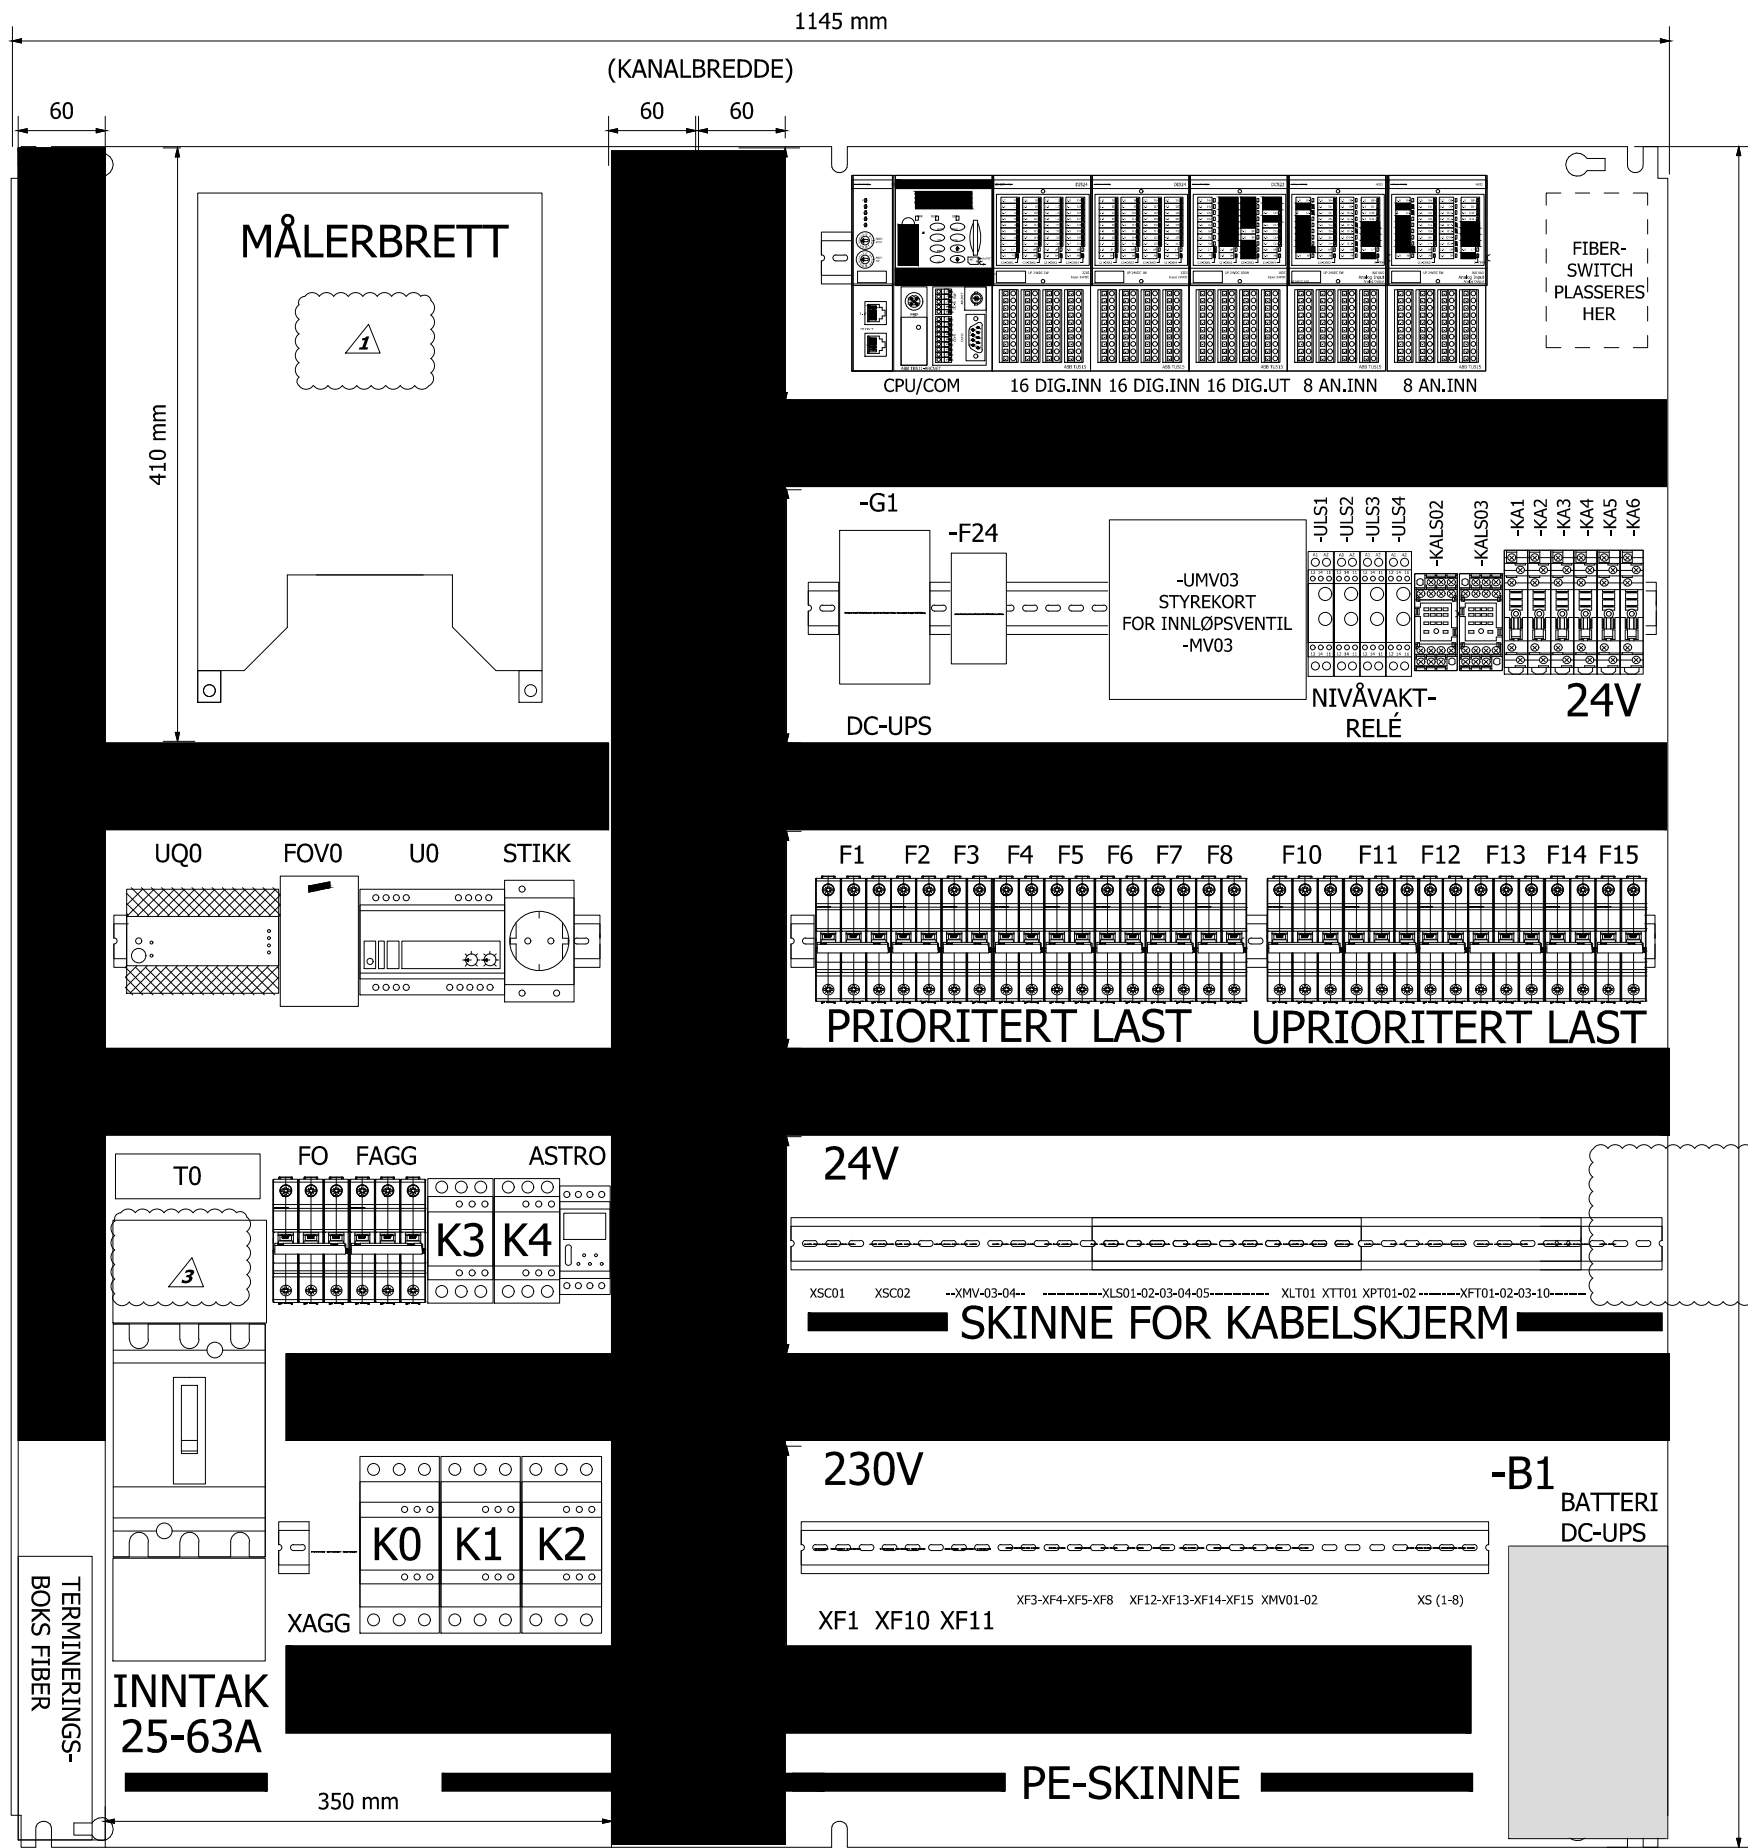 1145 mm
(KANALBREDDE)
60
60
60
410 mm
MÅLERBRETT
1
DI524
DI524
DC522
CPU/COM
16 DIG.INN
16 DIG.INN
16 DIG.UT
8 AN.INN
8 AN.INN
FIBER-
SWITCH
PLASSERES
HER
-G1
-F24
DC-UPS
-UMV03
STYREKORT
FOR INNLØPSVENTIL
-MV03
-ULS1
-ULS2
-ULS3
-ULS4
-KALS02
-KALS03
-KA1
-KA2
-KA3
-KA4
-KA5
-KA6
NIVÅVAKT-
RELÉ
24V
UQ0
FOV0
U0
STIKK
F1
F2
F3
F4
F5
F6
F7
F8
F10
F11
F12
F13
F14
F15
PRIORITERT LAST
UPRIORITERT LAST
T0
FO
FAGG
ASTRO
K3
K4
3
24V
XSC01
XSC02
--XMV-03-04--
----------XLS01-02-03-04-05----------
XLT01
XTT01
XPT01-02
-------XFT01-02-03-10------
SKINNE FOR KABELSKJERM
230V
K0
K1
K2
XAGG
XF1
XF10
XF11
XF3-XF4-XF5-XF8
XF12-XF13-XF14-XF15
XMV01-02
XS (1-8)
-B1
BATTERI
DC-UPS
TERMINERINGS-
BOKS FIBER
INNTAK
25-63A
350 mm
PE-SKINNE